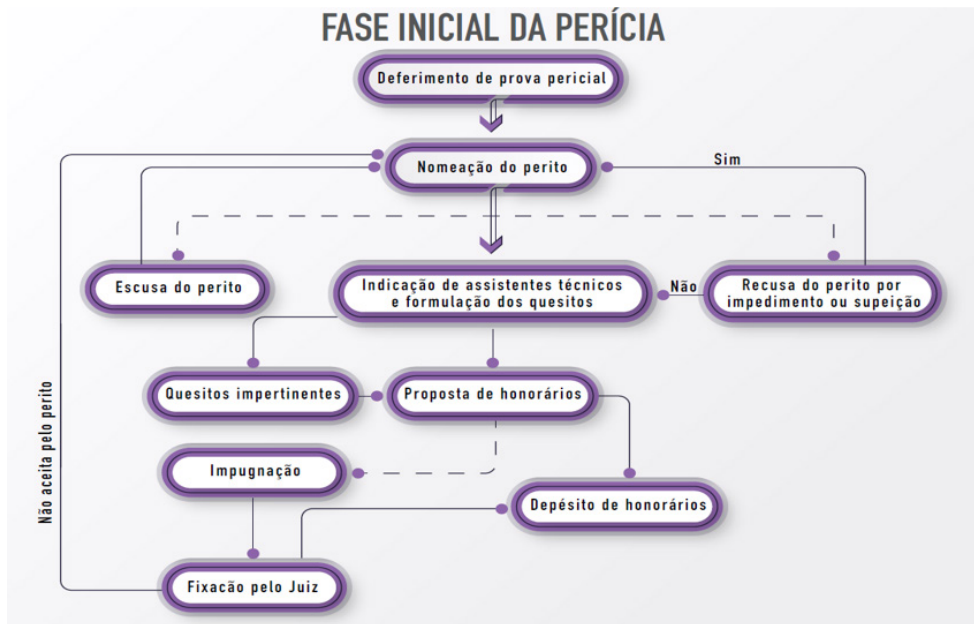 FASE INICIAL DA PERÍCIA
Deferimento de prova pericial
Nomeação do perito
Sim
Escusa do perito
Indicação de assistentes técnicos
e formulação dos quesitos
Não
Recusa do perito por
impedimento ou supeição
Quesitos impertinentes
Proposta de honorários
Não aceita pelo perito
Impugnação
Depósito de honorários
Fixacão pelo Juiz